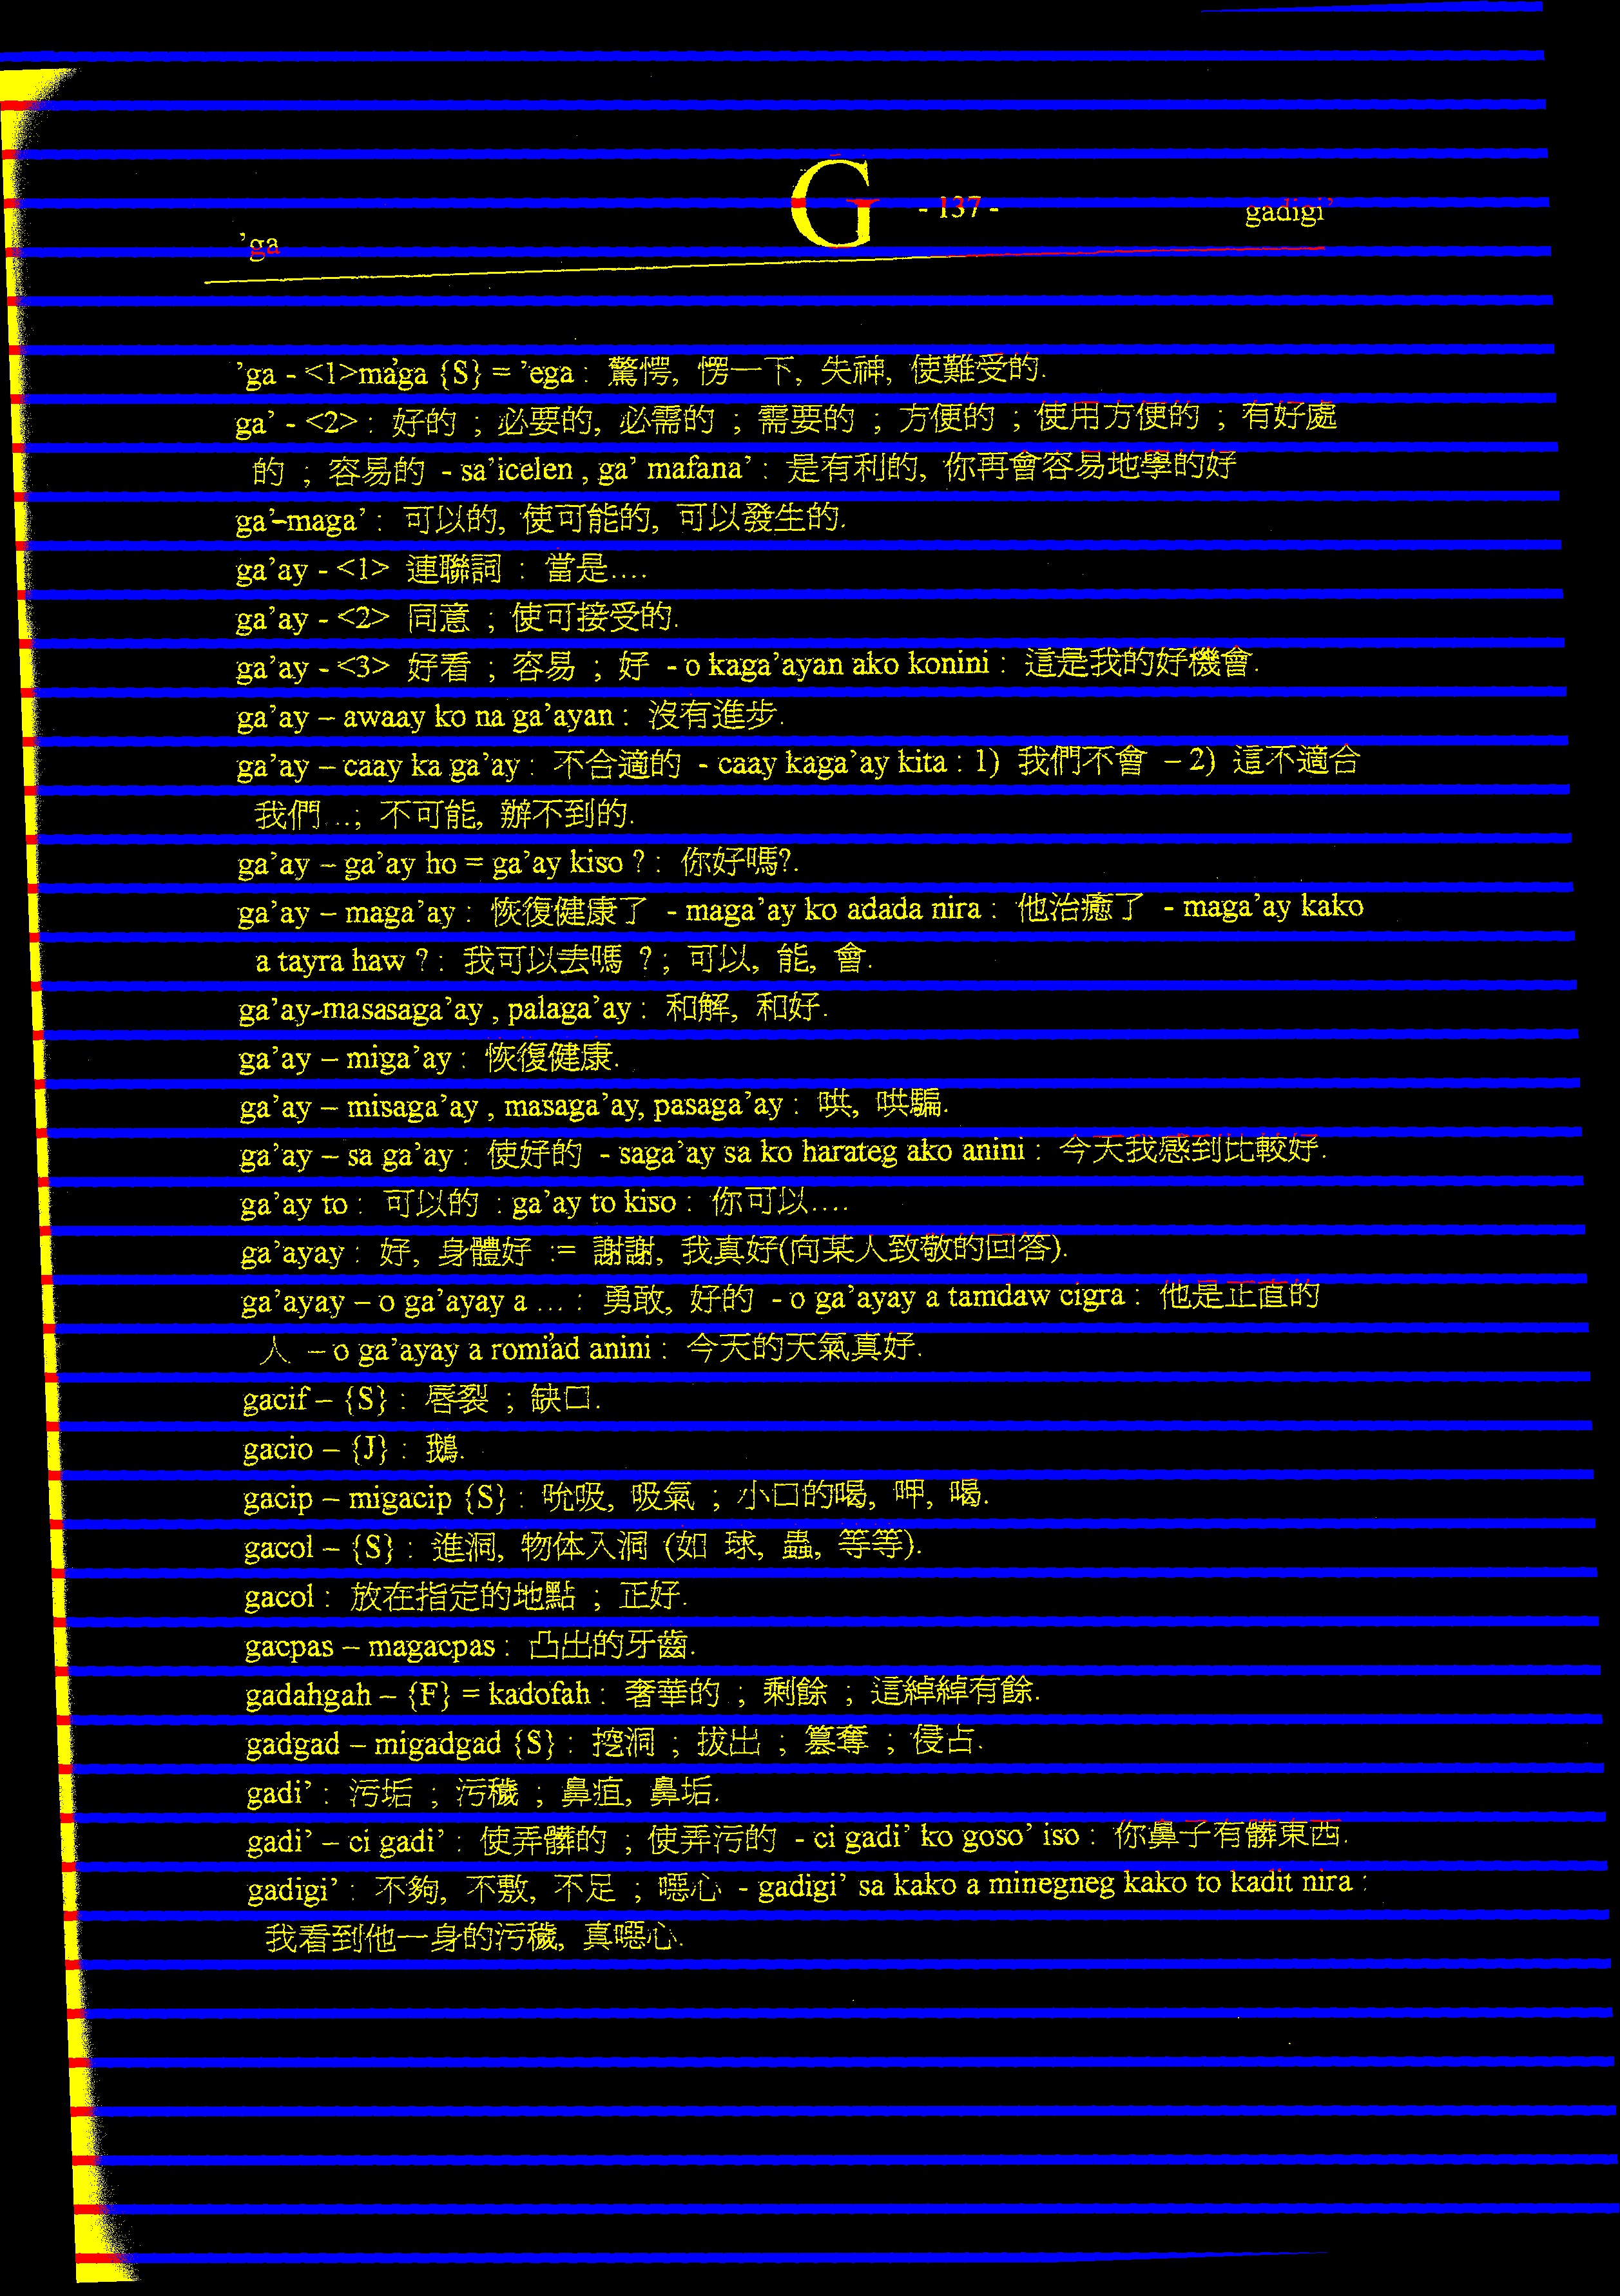 G - 137 - gadigi’
’ga
’ga - <1>ma’ga {S} = ’ega : 驚愕, 愣一下, 失神, 使難受的.
ga’ - <2> : 好的 ; 必要的, 必需的 ; 需要的 ; 方便的 ; 使用方便的 ; 有好處
的 ; 容易的 - sa’icelen , ga’ mafana’ : 是有利的, 你再會容易地學的好
ga’-maga’ : 可以的, 使可能的, 可以發生的.
ga’ay - <1> 連聯詞 : 當是....
ga’ay - <2> 同意 ; 使可接受的.
ga’ay - <3> 好看 ; 容易 ; 好 - o kaga’ayan ako konini : 這是我的好機會.
ga’ay – awaay ko na ga’ayan : 沒有進步.
ga’ay – caay ka ga’ay : 不合適的 - caay kaga’ay kita : 1) 我們不會 – 2) 這不適合
我們...; 不可能, 辦不到的.
ga’ay – ga’ay ho = ga’ay kiso ? : 你好嗎?.
ga’ay – maga’ay : 恢復健康了 - maga’ay ko adada nira : 他治癒了 - maga’ay kako
a tayra haw ? : 我可以去嗎 ? ; 可以, 能, 會.
ga’ay-masasaga’ay , palaga’ay : 和解, 和好.
ga’ay – miga’ay : 恢復健康.
ga’ay – misaga’ay , masaga’ay, pasaga’ay : 哄, 哄騙.
ga’ay – sa ga’ay : 使好的 - saga’ay sa ko harateg ako anini : 今天我感到比較好.
ga’ay to : 可以的 : ga’ay to kiso : 你可以....
ga’ayay : 好, 身體好 := 謝謝, 我真好(向某人致敬的回答).
ga’ayay – o ga’ayay a ... : 勇敢, 好的 - o ga’ayay a tamdaw cigra : 他是正直的
人. – o ga’ayay a romi’ad anini : 今天的天氣真好.
gacif – {S} : 唇裂 ; 缺口.
gacio – {J} : 鵝.
gacip – migacip {S} : 吮吸, 吸氣 ; 小口的喝, 呷, 喝.
gacol – {S} : 進洞, 物体入洞 (如 球, 蟲, 等等).
gacol : 放在指定的地點 ; 正好.
gacpas – magacpas : 凸出的牙齒.
gadahgah – {F} = kadofah : 奢華的 ; 剩餘 ; 這綽綽有餘.
gadgad – migadgad {S} : 挖洞 ; 拔出 ; 篡奪 ; 侵占.
gadi’ : 污垢 ; 污穢 ; 鼻疽, 鼻垢.
gadi’ – ci gadi’ : 使弄髒的 ; 使弄污的 - ci gadi’ ko goso’ iso : 你鼻子有髒東西.
gadigi’ : 不夠, 不敷, 不足 ; 噁心 - gadigi’ sa kako a minegneg kako to kadit nira :
我看到他一身的污穢, 真噁心.